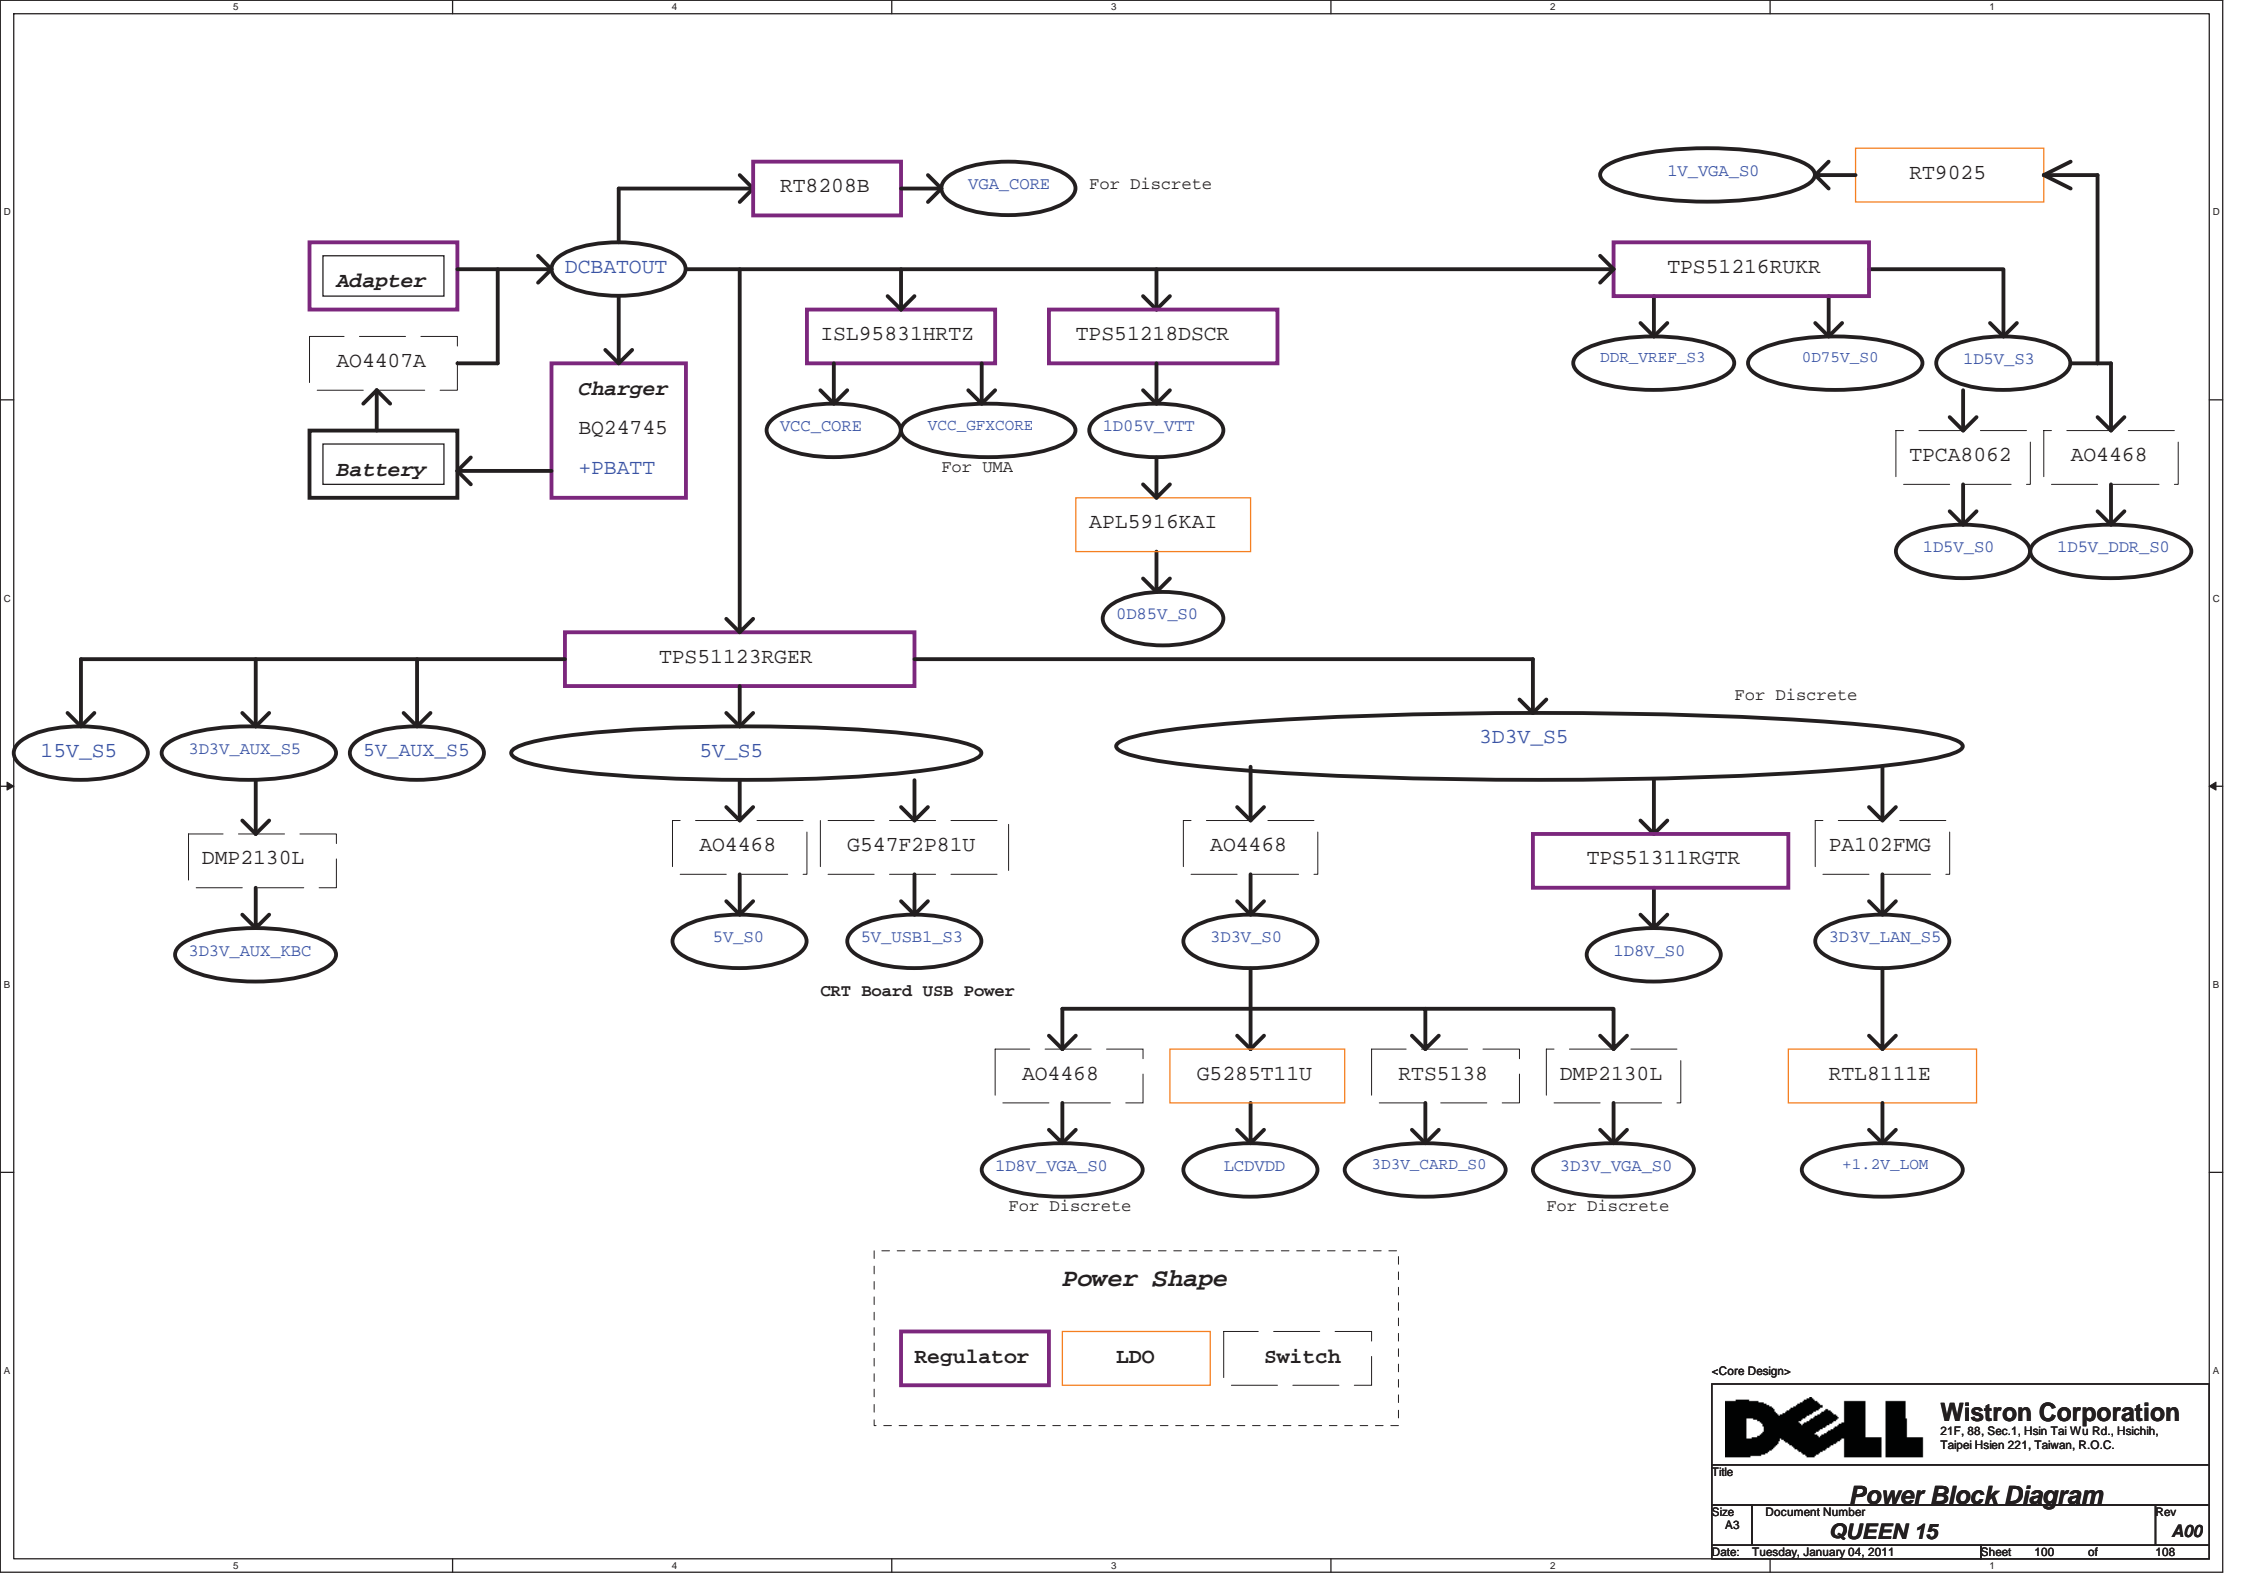 5 4 3 2 1
D D
C C
B B
A A
RT8208B
VGA_CORE
For Discrete
1V_VGA_S0
RT9025
Adapter
DCBATOUT
TPS51216RUKR
AO4407A
ISL95831HRTZ
TPS51218DSCR
DDR_VREF_S3
0D75V_S0
1D5V_S3
Charger
BQ24745
+PBATT
Battery
VCC_CORE
VCC_GFXCORE
For UMA
1D05V_VTT
TPCA8062
AO4468
APL5916KAI
1D5V_S0
1D5V_DDR_S0
0D85V_S0
TPS51123RGER
For Discrete
15V_S5
3D3V_AUX_S5
5V_AUX_S5
5V_S5
3D3V_S5
DMP2130L
AO4468
G547F2P81U
AO4468
TPS51311RGTR
PA102FMG
3D3V_AUX_KBC
5V_S0
5V_USB1_S3
3D3V_S0
1D8V_S0
3D3V_LAN_S5
CRT Board USB Power
AO4468
G5285T11U
RTS5138
DMP2130L
RTL8111E
1D8V_VGA_S0
LCDVDD
3D3V_CARD_S0
3D3V_VGA_S0
+1.2V_LOM
For Discrete
For Discrete
Power Shape
Regulator
LDO
Switch
<Core Design>
DELL
Wistron Corporation
21F, 88, Sec.1, Hsin Tai Wu Rd., Hsichih,
Taipei Hsien 221, Taiwan, R.O.C.
Title
Power Block Diagram
Size
A3
Document Number
QUEEN 15
Rev
A00
Date: Tuesday, January 04, 2011
Sheet 100 of 108
5 4 3 2 1